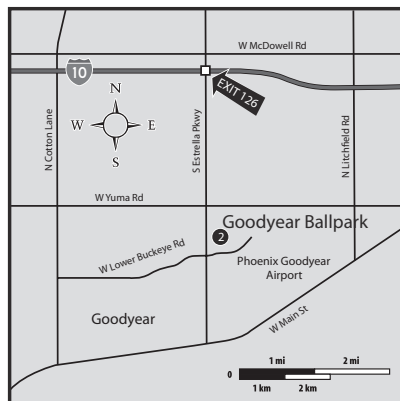 W McDowell Rd
10
EXIT 126
N
W E
S
N Cotton Lane
S Estrella Pkwy
N Litchfield Rd
W Yuma Rd
Goodyear Ballpark
2
W Lower Buckeye Rd
Phoenix Goodyear
Airport
Goodyear
W Main St
1 mi 2 mi
0
1 km 2 km